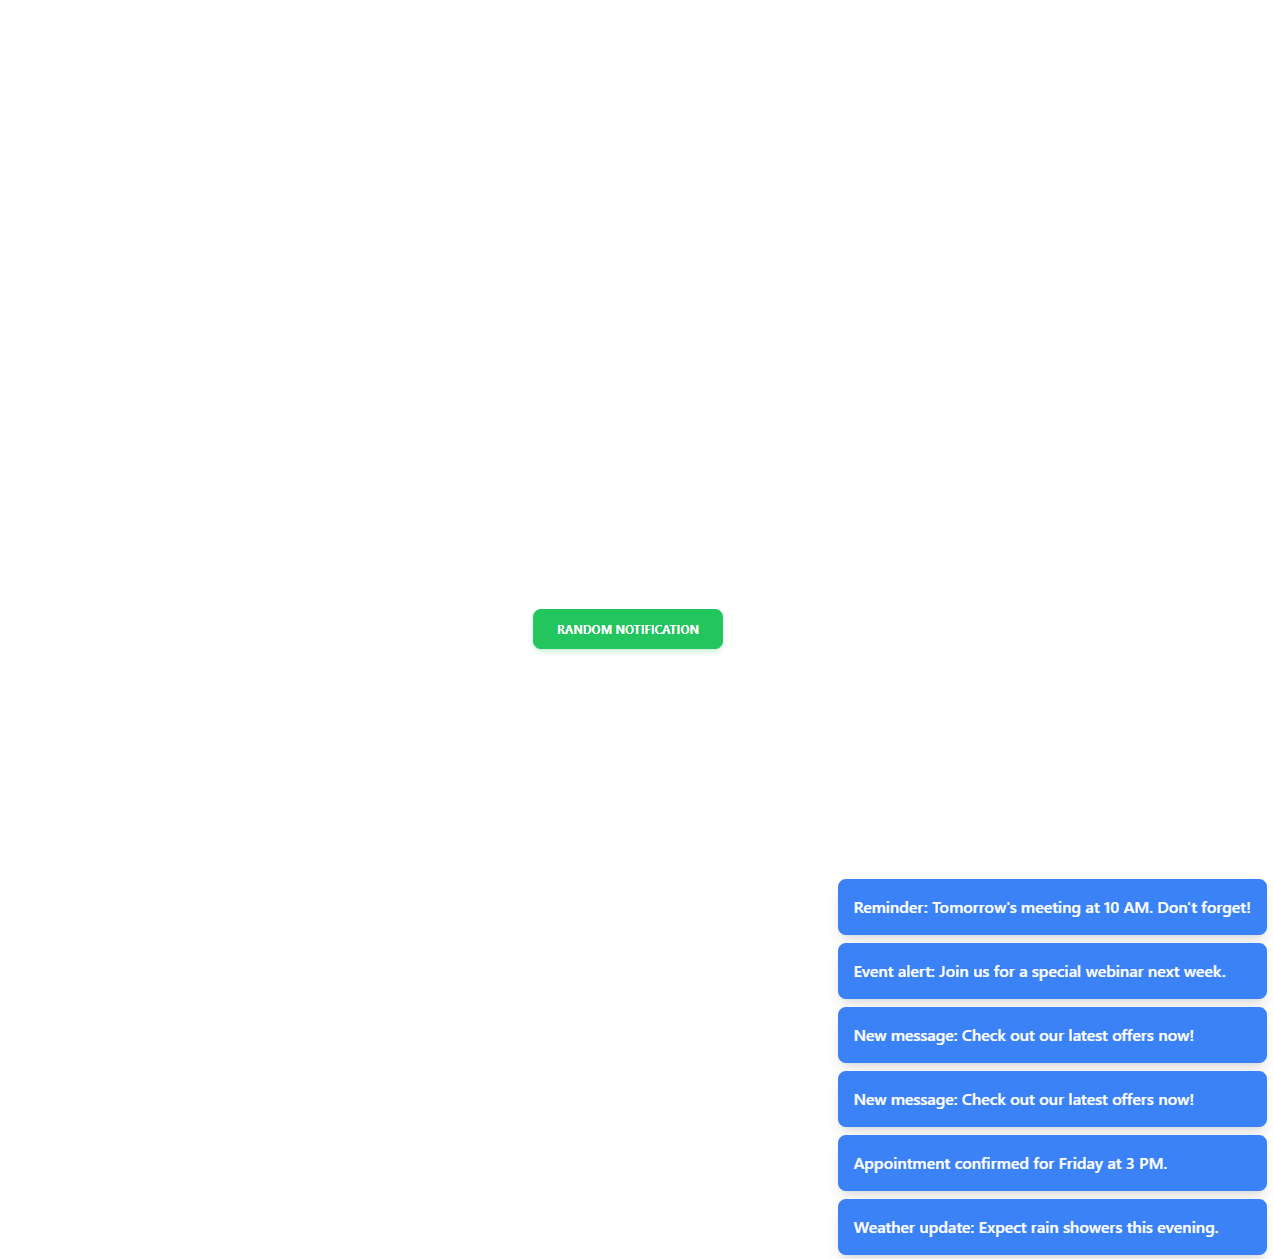 RANDOM NOTIFICATION
Reminder: Tomorrow's meeting at 10 AM. Don't forget!
Event alert: Join us for a special webinar next week.
New message: Check out our latest offers now!
New message: Check out our latest offers now!
Appointment confirmed for Friday at 3 PM.
Weather update: Expect rain showers this evening.